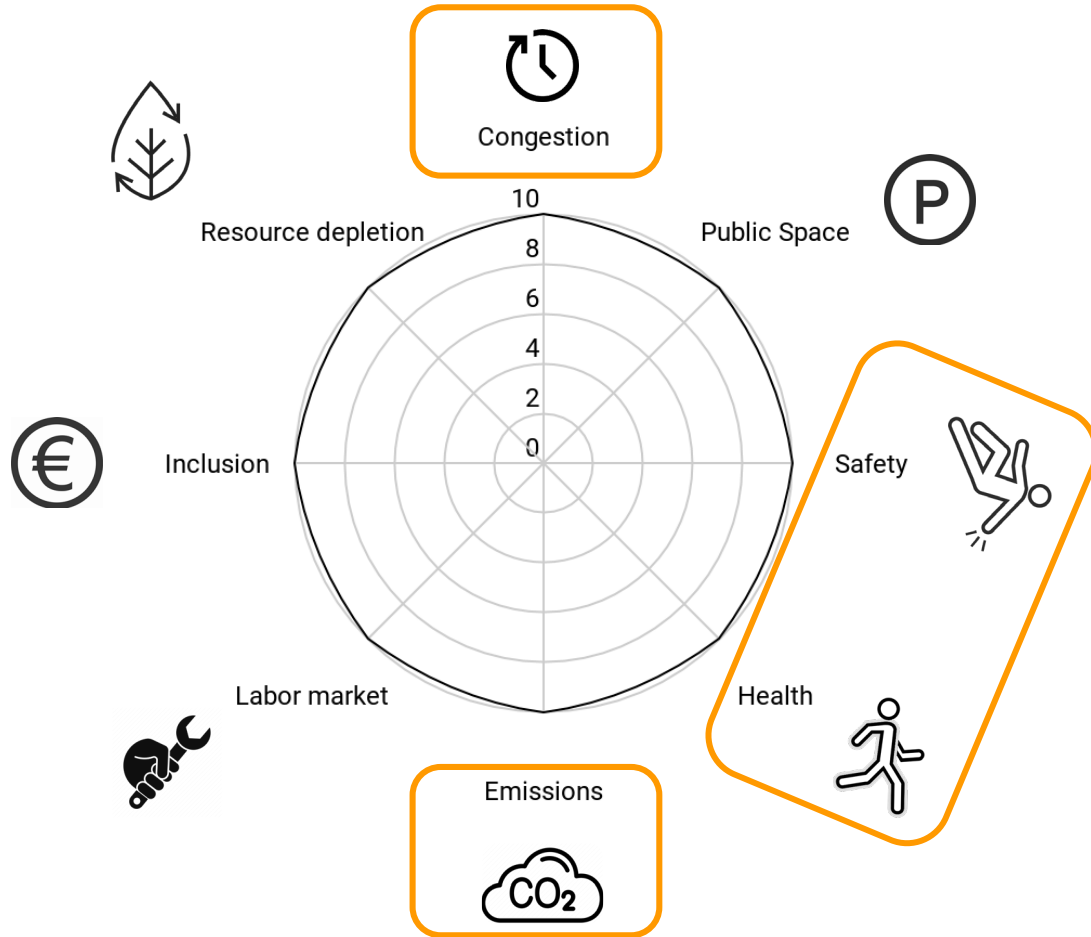 Congestion
10
Resource depletion
Public Space
P
8
6
4
2
0
€
Inclusion
Safety
Labor market
Health
Emissions
CO₂